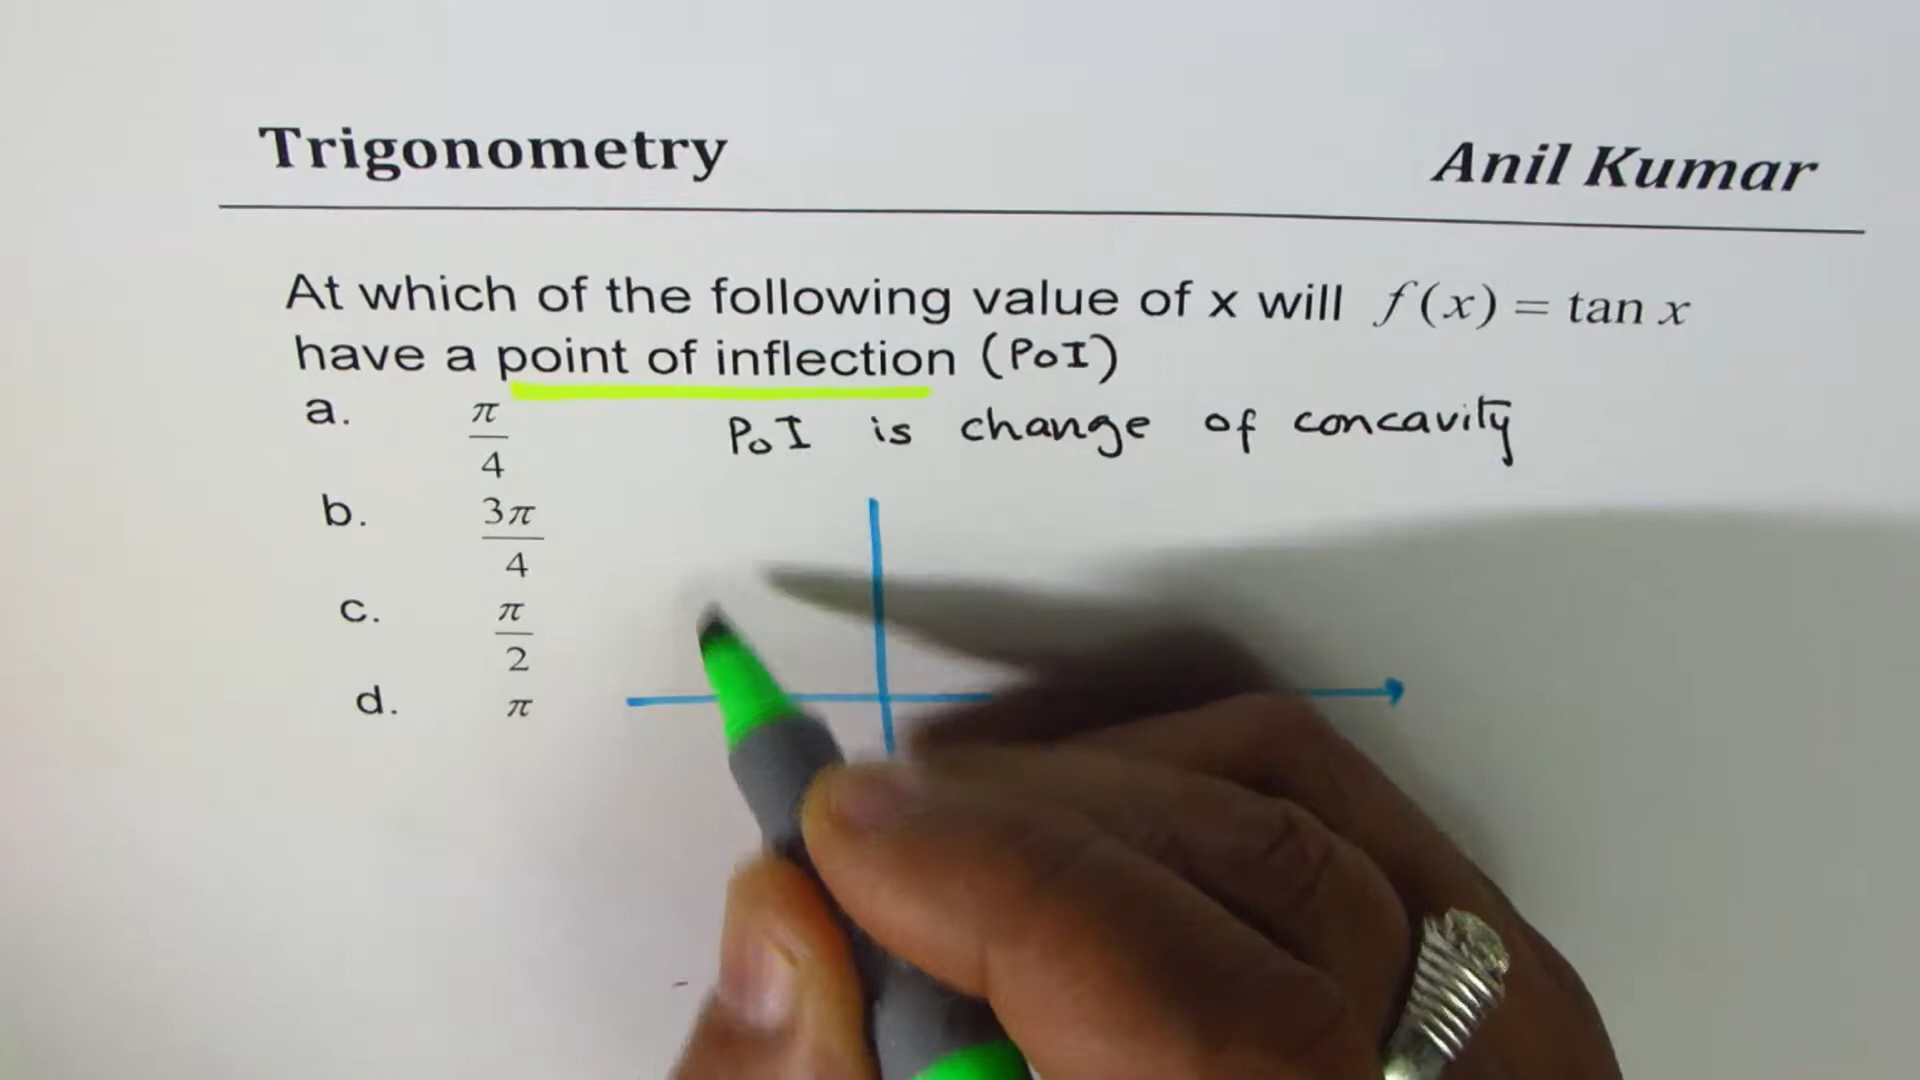 Trigonometry Anil Kumar
At which of the following value of x will f(x) = tan x
have a point of inflection (PoI)
a. π/4 PoI is change of concavity
b. 3π/4
c. π/2
d. π